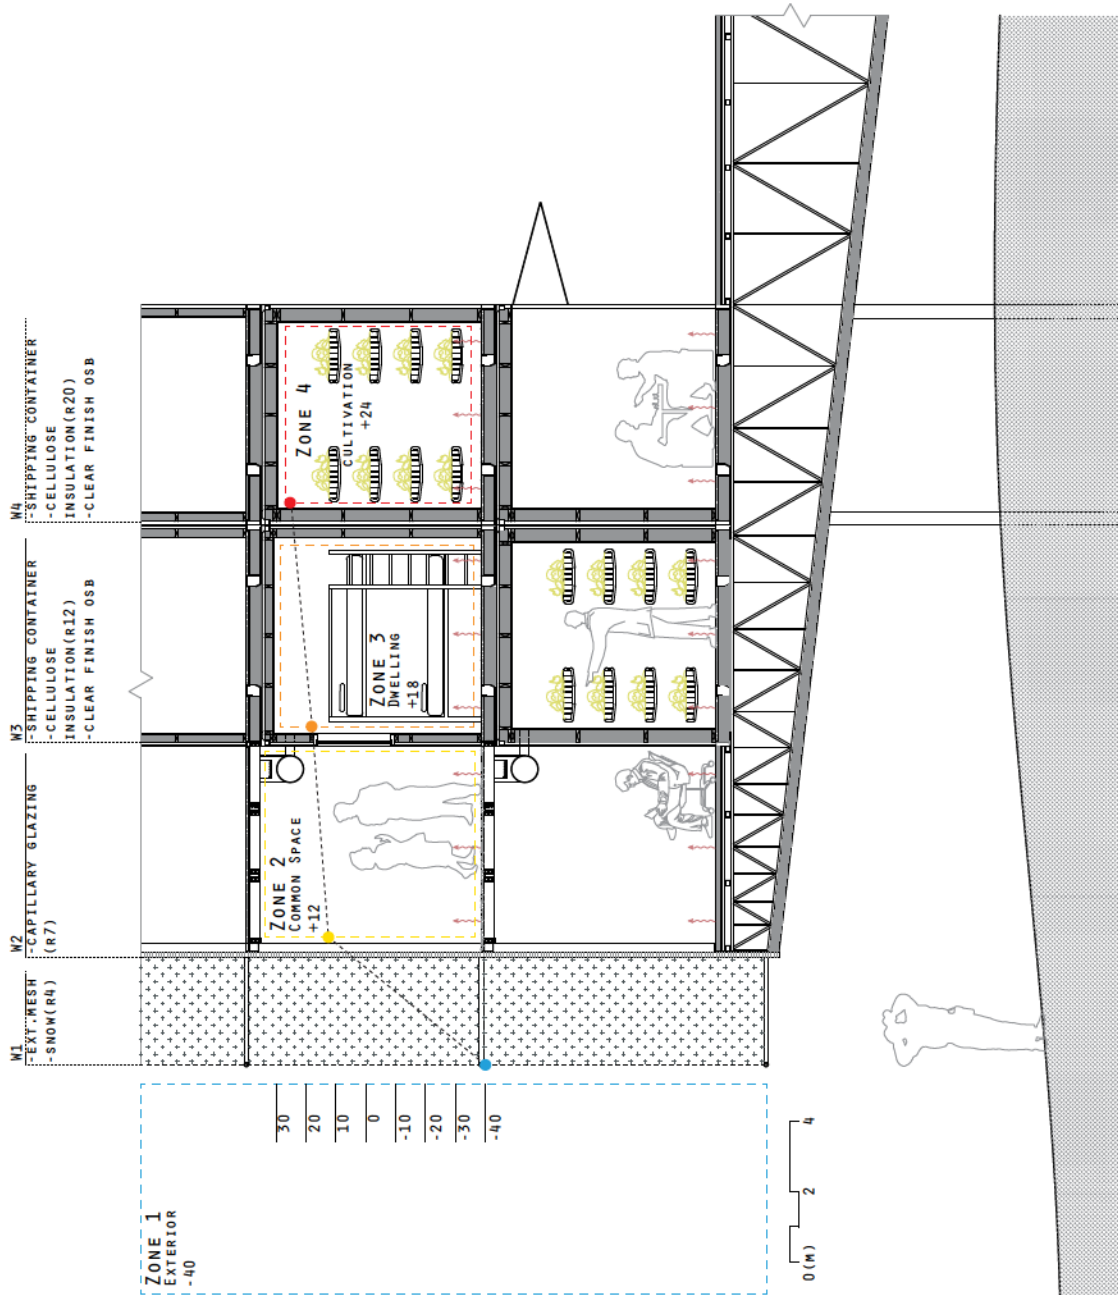 W1
-EXT.MESH
-SNOW(R4)
W2
-CAPILLARY GLAZING
(R7)
W3
-SHIPPING CONTAINER
-CELLULOSE
INSULATION(R12)
-CLEAR FINISH OSB
W4
-SHIPPING CONTAINER
-CELLULOSE
INSULATION(R20)
-CLEAR FINISH OSB
ZONE 1
EXTERIOR
-40
30
20
10
0
-10
-20
-30
-40
ZONE 2
COMMON SPACE
+12
ZONE 3
DWELLING
+18
ZONE 4
CULTIVATION
+24
0(M) 2 4